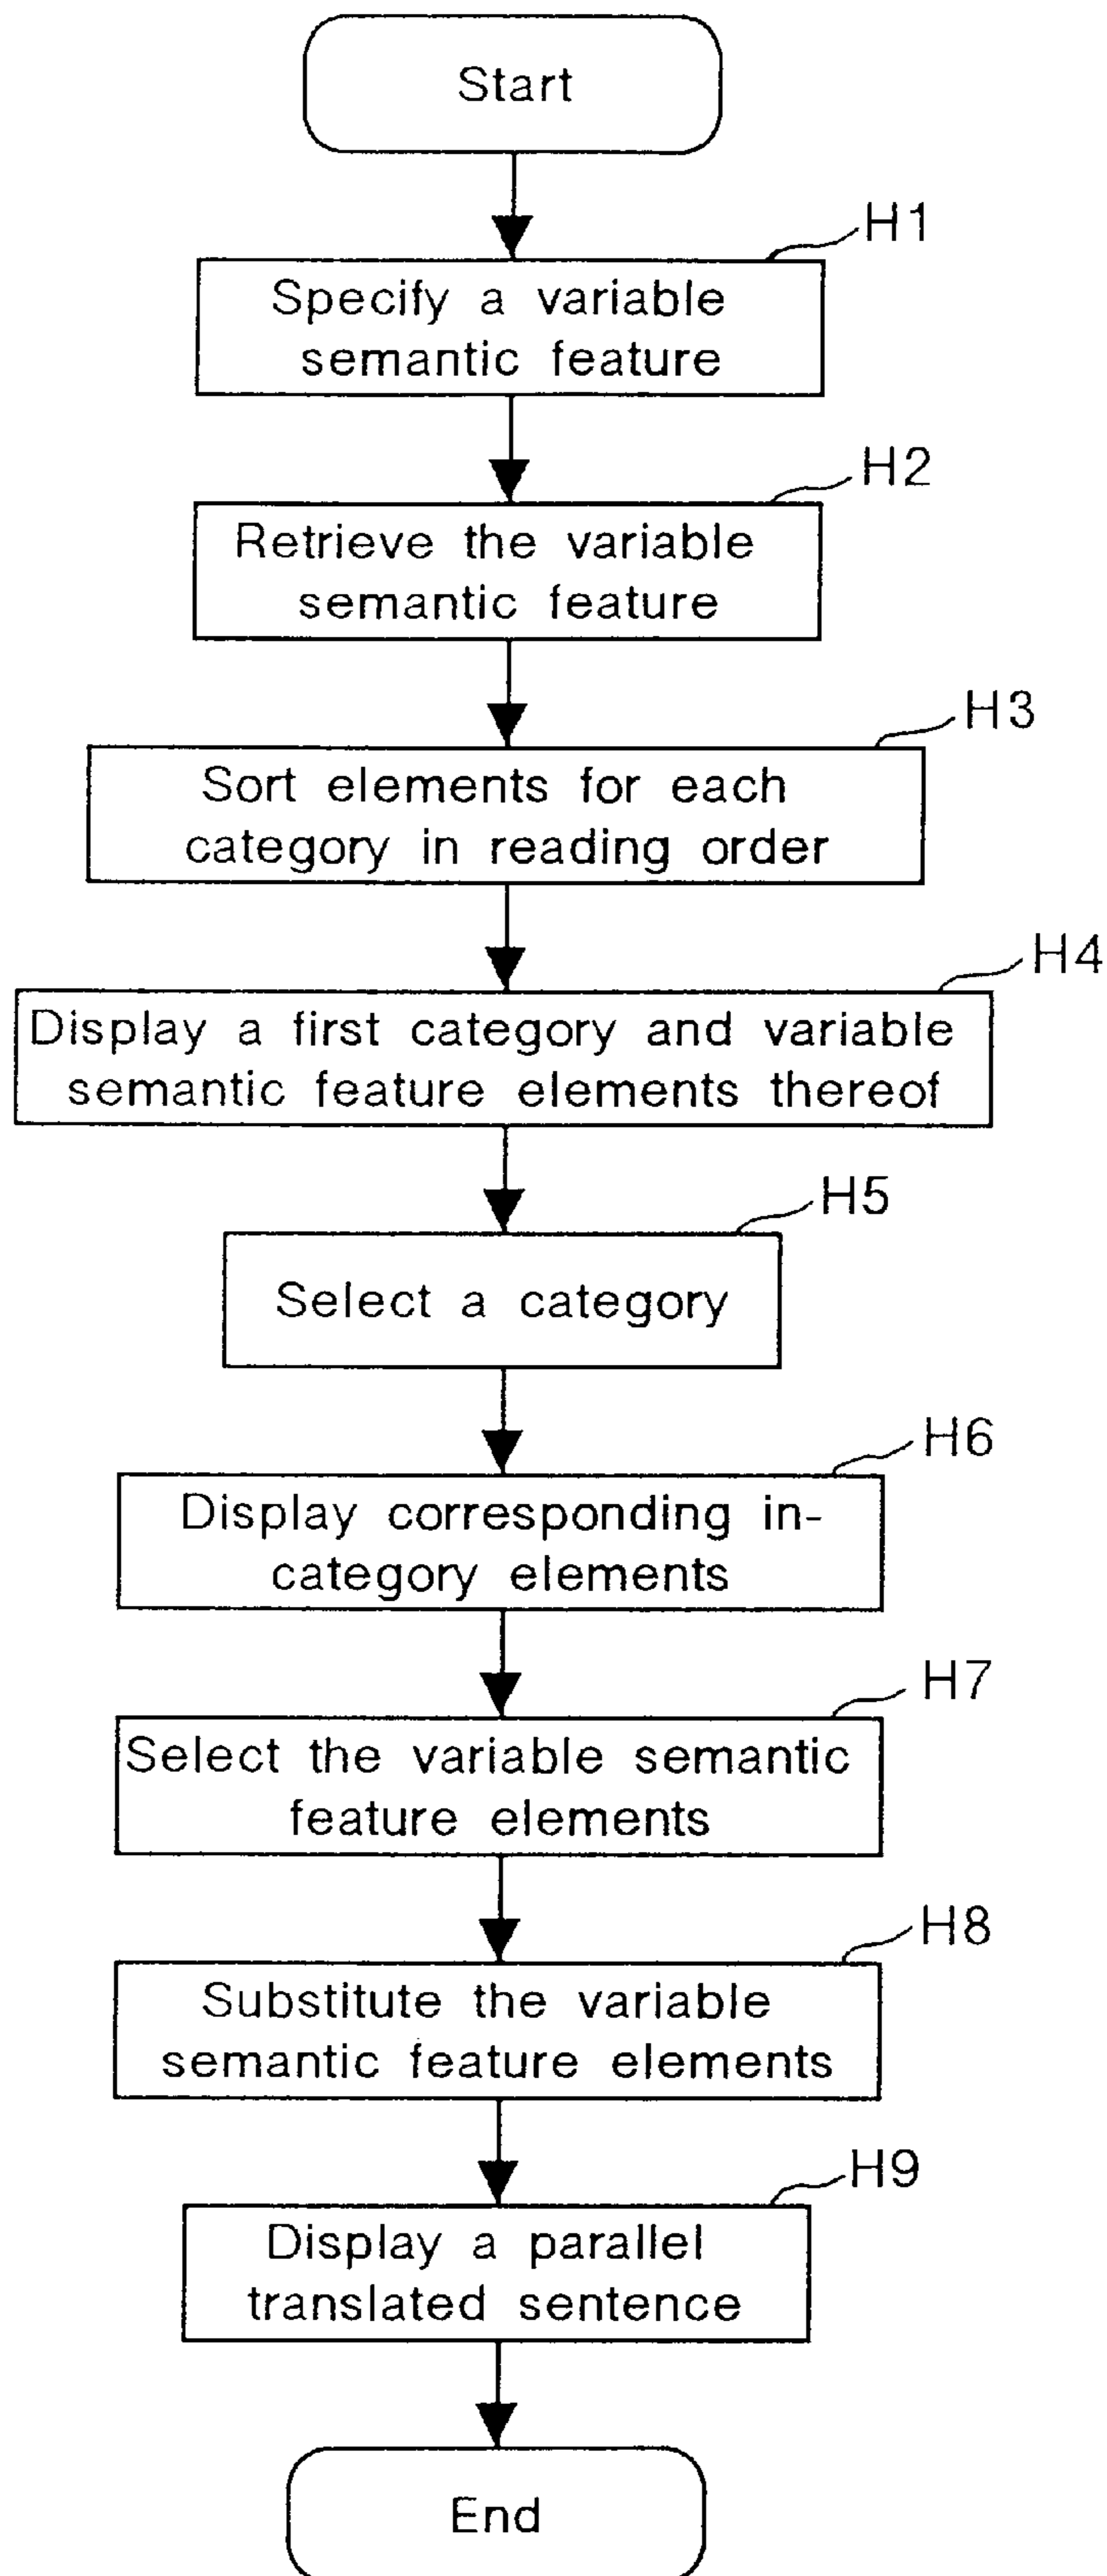 Start
H1
Specify a variable
semantic feature
H2
Retrieve the variable
semantic feature
H3
Sort elements for each
category in reading order
H4
Display a first category and variable
semantic feature elements thereof
H5
Select a category
H6
Display corresponding in-
category elements
H7
Select the variable semantic
feature elements
H8
Substitute the variable
semantic feature elements
H9
Display a parallel
translated sentence
End